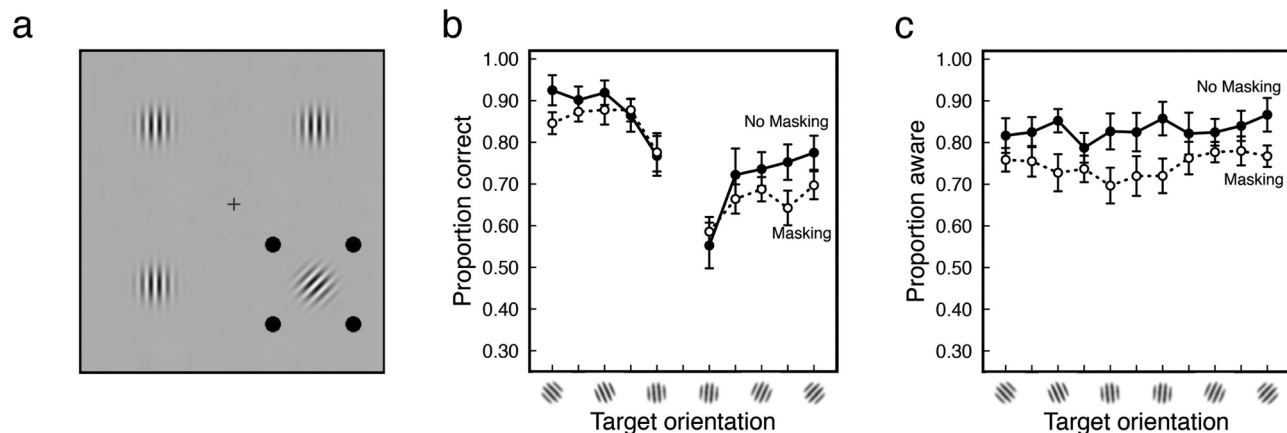 a
b
c
Proportion correct
1.00
0.90
0.80
0.70
0.60
0.50
0.40
0.30
No Masking
Masking
Target orientation
Proportion aware
1.00
0.90
0.80
0.70
0.60
0.50
0.40
0.30
No Masking
Masking
Target orientation